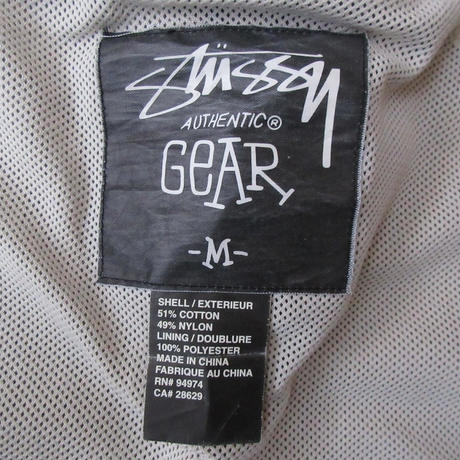 Stüssy
AUTHENTIC®
GEAR
-M-
SHELL / EXTERIEUR
51% COTTON
49% NYLON
LINING / DOUBLURE
100% POLYESTER
MADE IN CHINA
FABRIQUE AU CHINA
RN# 94974
CA# 28629